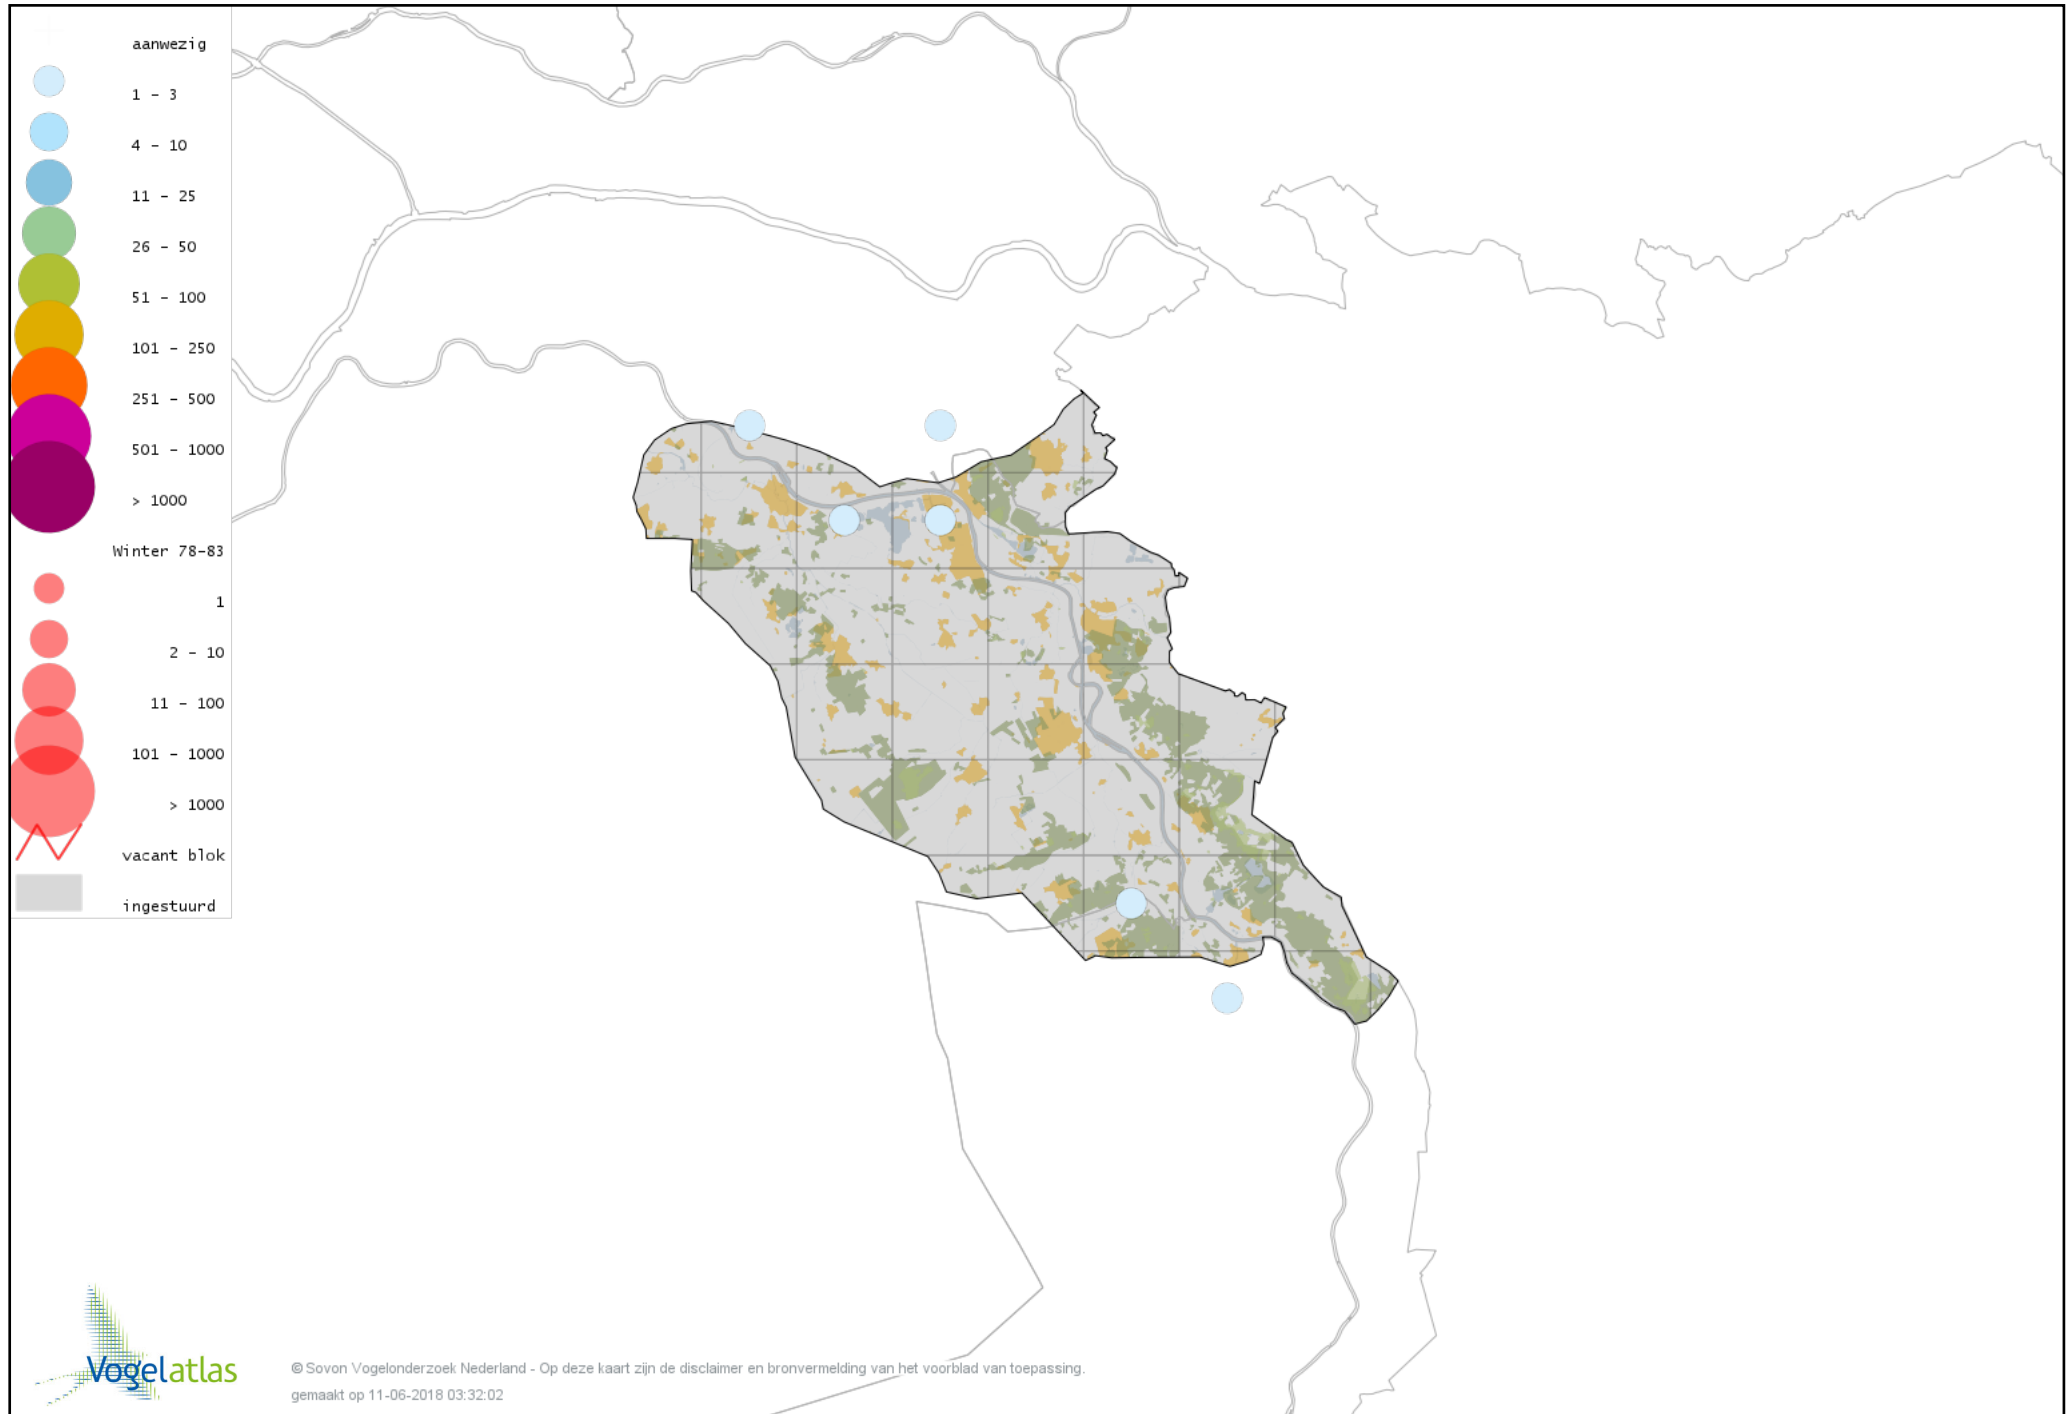 aanwezig
1 - 3
4 - 10
11 - 25
26 - 50
51 - 100
101 - 250
251 - 500
501 - 1000
> 1000
Winter 78-83
1
2 - 10
11 - 100
101 - 1000
> 1000
vacant blok
ingestuurd
Vogelatlas
© Sovon Vogelonderzoek Nederland - Op deze kaart zijn de disclaimer en bronvermelding van het voorblad van toepassing.
gemaakt op 11-06-2018 03:32:02